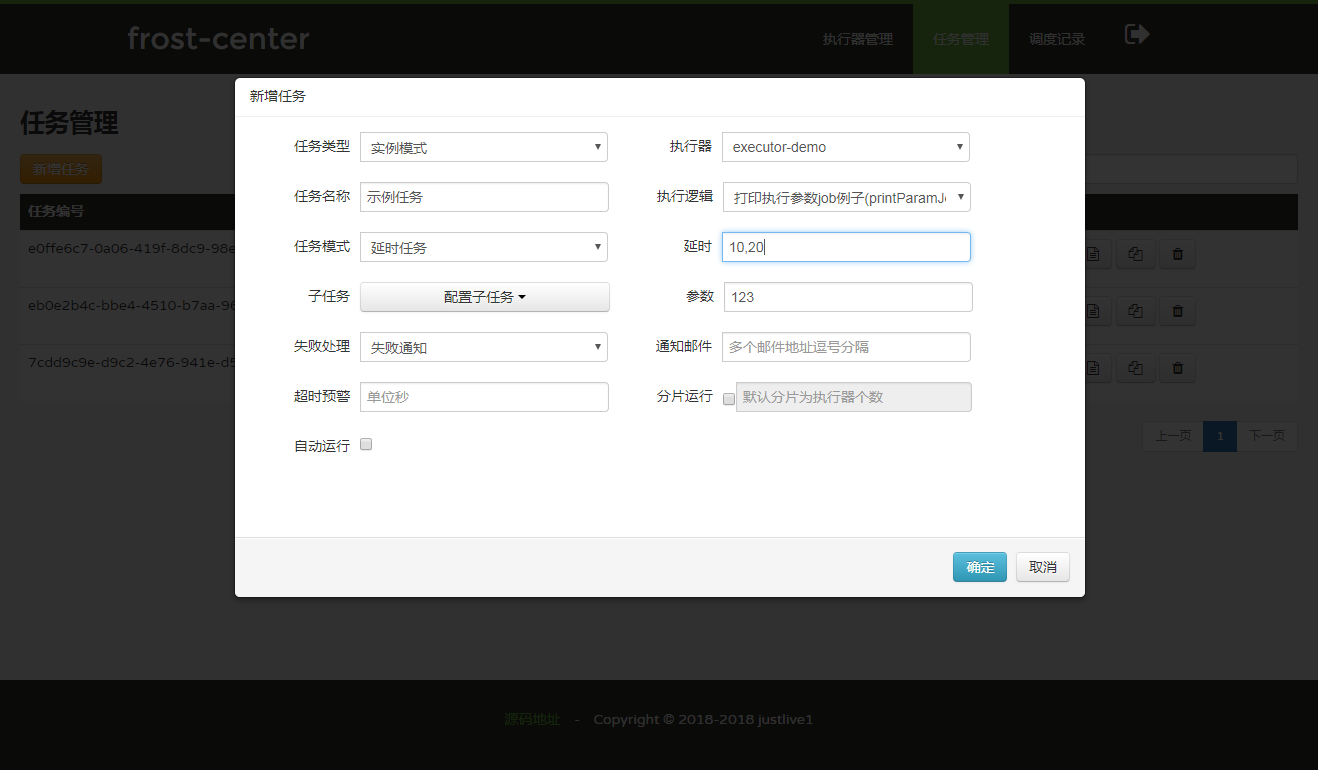 frost-center
执行器管理
任务管理
调度记录
任务管理
新增任务
任务编号
e0ffe6c7-0a06-419f-8dc9-98e
eb0e2b4c-bbe4-4510-b7aa-96
7cdd9c9e-d9c2-4e76-941e-d5
新增任务
任务类型 实例模式 执行器 executor-demo
任务名称 示例任务 执行逻辑 打印执行参数job例子(printParamJo
任务模式 延时任务 延时 10,20
子任务 配置子任务 参数 123
失败处理 失败通知 通知邮件 多个邮件地址逗号分隔
超时预警 单位秒 分片运行 默认分片为执行器个数
自动运行
确定 取消
上一页 1 下一页
源码地址 - Copyright © 2018-2018 justlive1